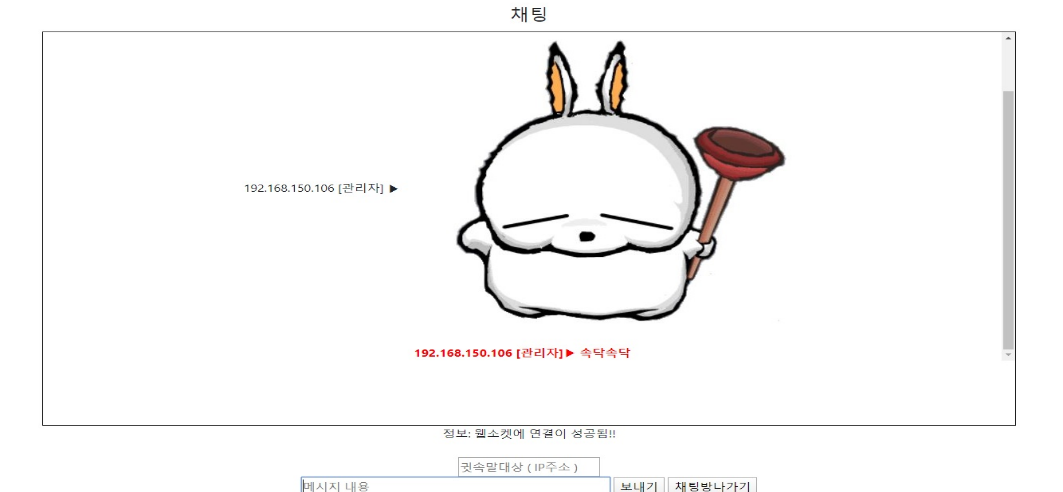 채팅
192.168.150.106 [관리자] ▶
192.168.150.106 [관리자]▶ 속닥속닥
정보: 웹소켓에 연결이 성공됨!!
귓속말대상 ( IP주소 )
메시지 내용 보내기 채팅방나가기